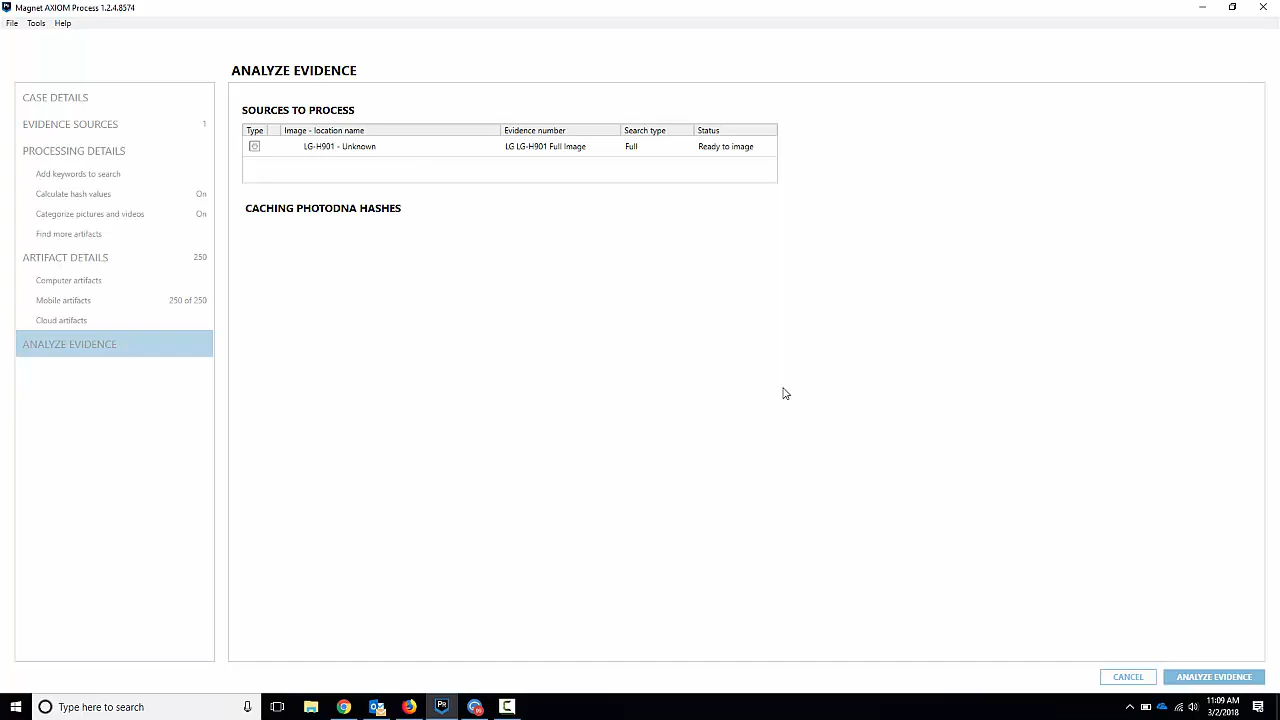 Magnet AXIOM Process 1.2.4.8574
File Tools Help
ANALYZE EVIDENCE
CASE DETAILS
EVIDENCE SOURCES 1
PROCESSING DETAILS
Add keywords to search
Calculate hash values On
Categorize pictures and videos On
Find more artifacts
ARTIFACT DETAILS 250
Computer artifacts
Mobile artifacts 250 of 250
Cloud artifacts
ANALYZE EVIDENCE
SOURCES TO PROCESS
Type Image - location name Evidence number Search type Status
LG-H901 - Unknown LG LG-H901 Full Image Full Ready to image
CACHING PHOTODNA HASHES
CANCEL ANALYZE EVIDENCE
Type here to search
11:09 AM
3/2/2018